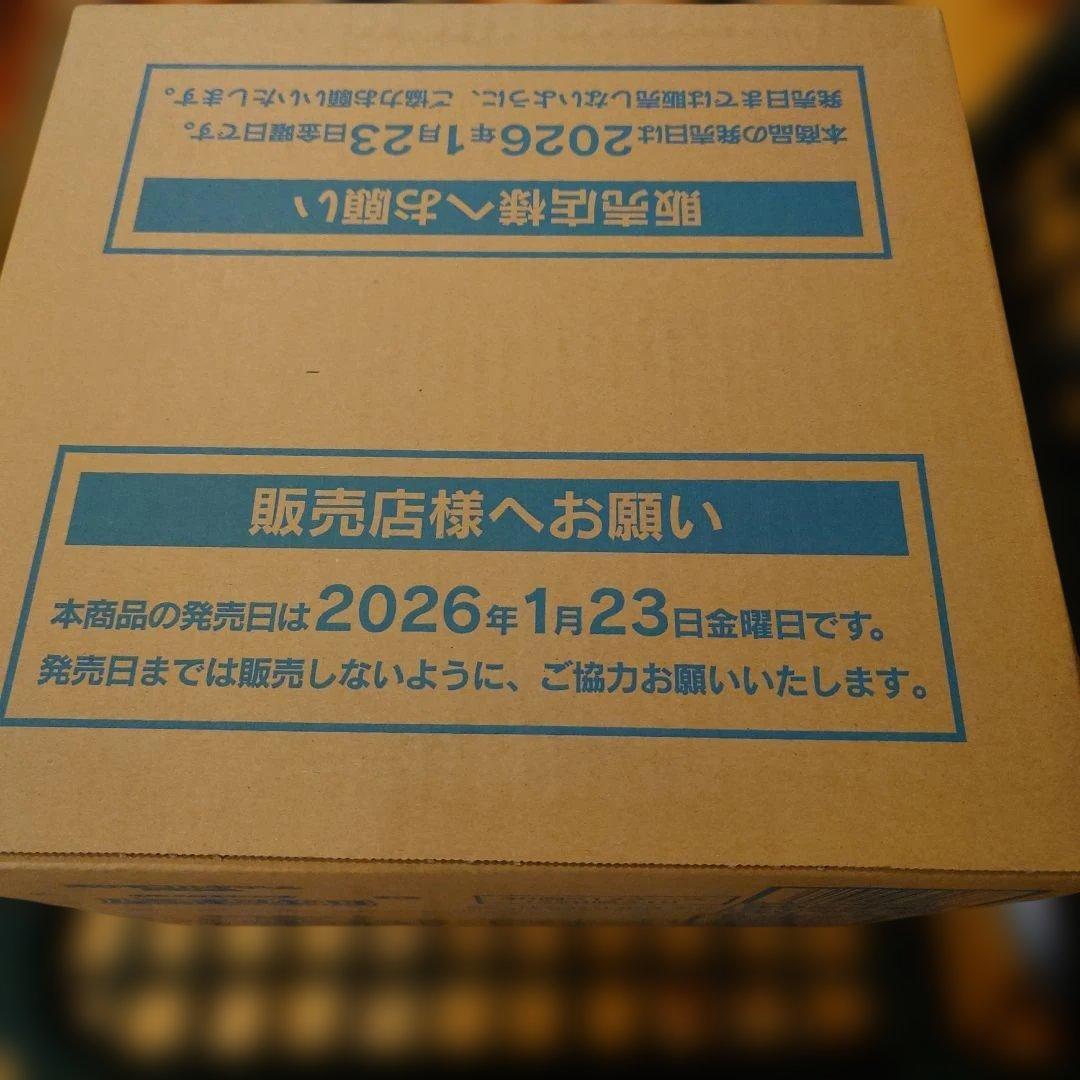 発売日までは販売しないように、ご協力お願いいたします。
本商品の発売日は2026年1月23日金曜日です。
販売店様へお願い
販売店様へお願い
本商品の発売日は2026年1月23日金曜日です。
発売日までは販売しないように、ご協力お願いいたします。